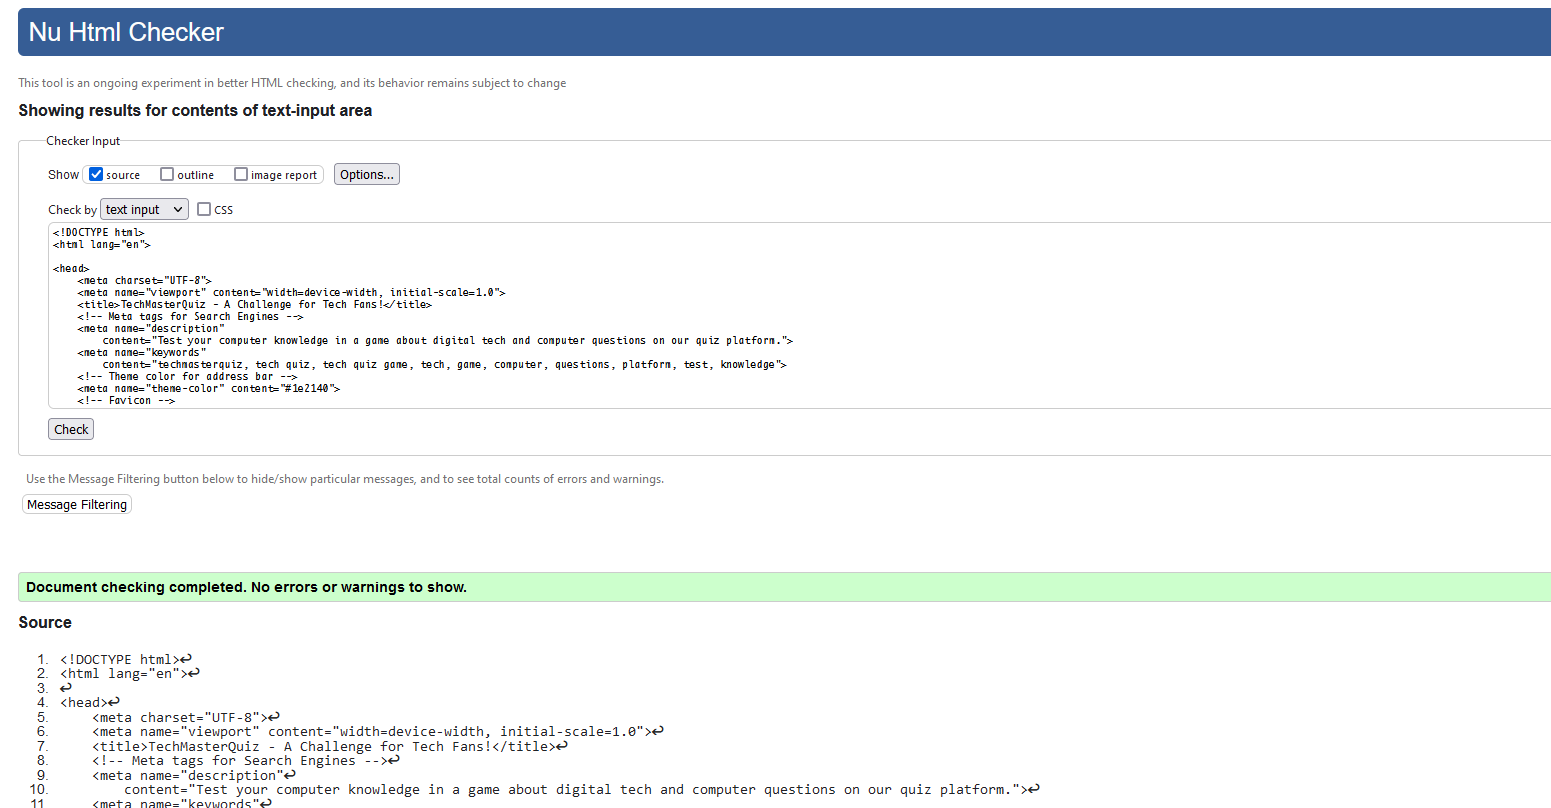 Nu Html Checker
This tool is an ongoing experiment in better HTML checking, and its behavior remains subject to change
Showing results for contents of text-input area
Checker Input
Show source outline image report Options...
Check by text input CSS
<!DOCTYPE html>
<html lang="en">
<head>
<meta charset="UTF-8">
<meta name="viewport" content="width=device-width, initial-scale=1.0">
<title>TechMasterQuiz - A Challenge for Tech Fans!</title>
<!-- Meta tags for Search Engines -->
<meta name="description"
content="Test your computer knowledge in a game about digital tech and computer questions on our quiz platform.">
<meta name="keywords"
content="techmasterquiz, tech quiz, tech quiz game, tech, game, computer, questions, platform, test, knowledge">
<!-- Theme color for address bar -->
<meta name="theme-color" content="#1e2140">
<!-- Favicon -->
Check
Use the Message Filtering button below to hide/show particular messages, and to see total counts of errors and warnings.
Message Filtering
Document checking completed. No errors or warnings to show.
Source
1. <!DOCTYPE html>↩
2. <html lang="en">↩
3. ↩
4. <head>↩
5. <meta charset="UTF-8">↩
6. <meta name="viewport" content="width=device-width, initial-scale=1.0">↩
7. <title>TechMasterQuiz - A Challenge for Tech Fans!</title>↩
8. <!-- Meta tags for Search Engines -->↩
9. <meta name="description"↩
10. content="Test your computer knowledge in a game about digital tech and computer questions on our quiz platform.">↩
11. <meta name="keywords"↩